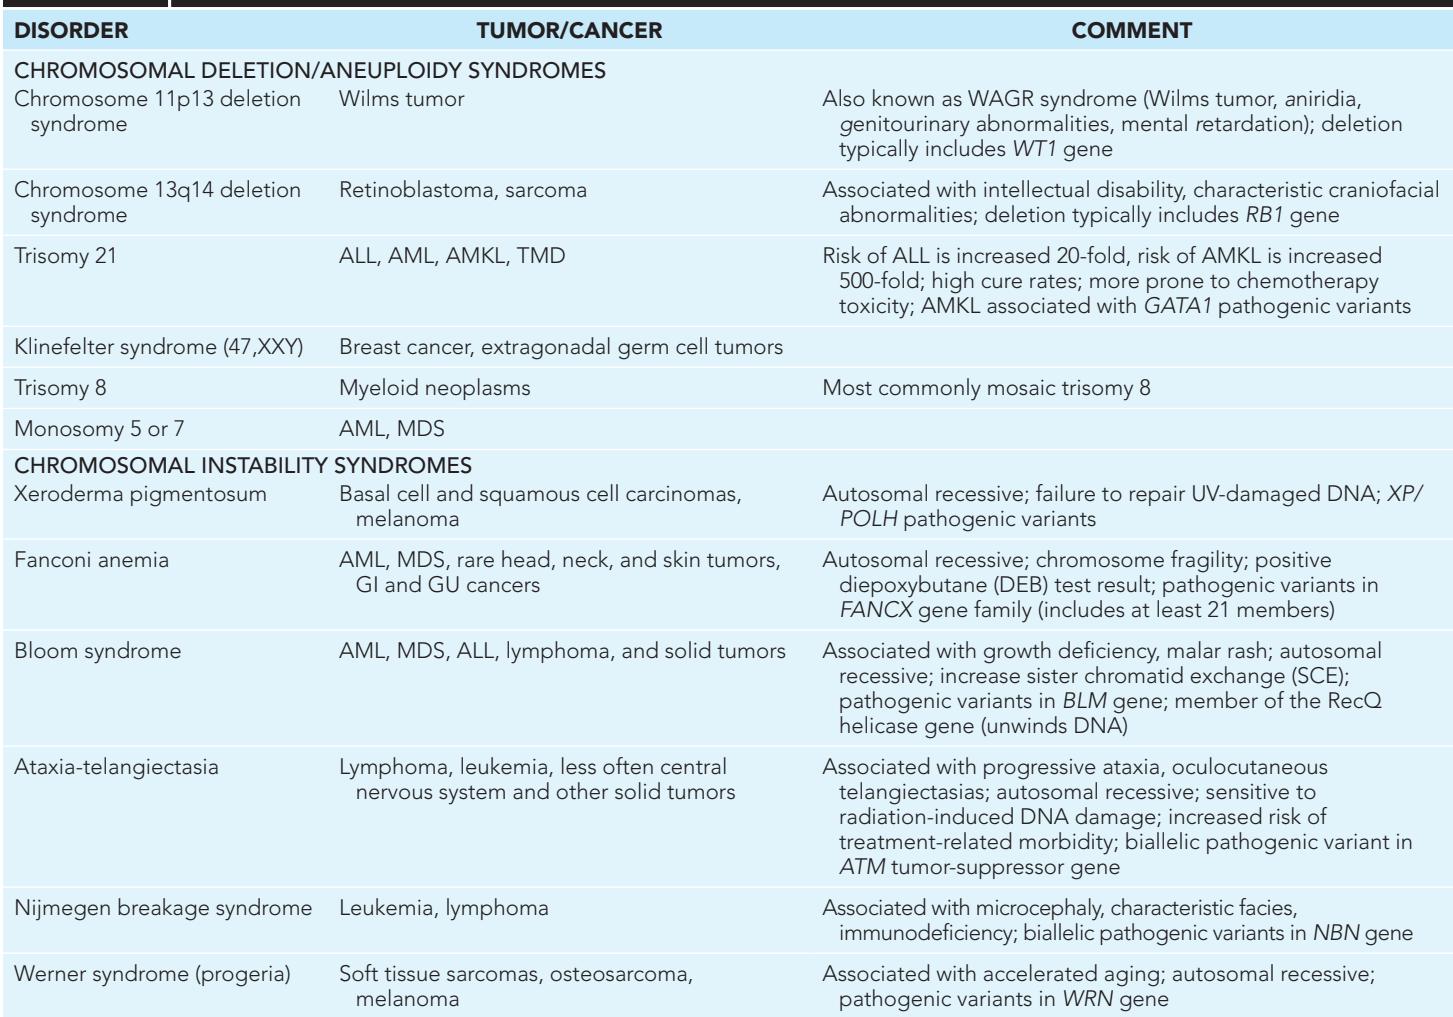 DISORDER TUMOR/CANCER COMMENT
CHROMOSOMAL DELETION/ANEUPLOIDY SYNDROMES
Chromosome 11p13 deletion Wilms tumor Also known as WAGR syndrome (Wilms tumor, aniridia,
syndrome genitourinary abnormalities, mental retardation); deletion
typically includes WT1 gene
Chromosome 13q14 deletion Retinoblastoma, sarcoma Associated with intellectual disability, characteristic craniofacial
syndrome abnormalities; deletion typically includes RB1 gene
Trisomy 21 ALL, AML, AMKL, TMD Risk of ALL is increased 20-fold, risk of AMKL is increased
500-fold; high cure rates; more prone to chemotherapy
toxicity; AMKL associated with GATA1 pathogenic variants
Klinefelter syndrome (47,XXY) Breast cancer, extragonadal germ cell tumors
Trisomy 8 Myeloid neoplasms Most commonly mosaic trisomy 8
Monosomy 5 or 7 AML, MDS
CHROMOSOMAL INSTABILITY SYNDROMES
Xeroderma pigmentosum Basal cell and squamous cell carcinomas, Autosomal recessive; failure to repair UV-damaged DNA; XP/
melanoma POLH pathogenic variants
Fanconi anemia AML, MDS, rare head, neck, and skin tumors, Autosomal recessive; chromosome fragility; positive
GI and GU cancers diepoxybutane (DEB) test result; pathogenic variants in
FANCX gene family (includes at least 21 members)
Bloom syndrome AML, MDS, ALL, lymphoma, and solid tumors Associated with growth deficiency, malar rash; autosomal
recessive; increase sister chromatid exchange (SCE);
pathogenic variants in BLM gene; member of the RecQ
helicase gene (unwinds DNA)
Ataxia-telangiectasia Lymphoma, leukemia, less often central Associated with progressive ataxia, oculocutaneous
nervous system and other solid tumors telangiectasias; autosomal recessive; sensitive to
radiation-induced DNA damage; increased risk of
treatment-related morbidity; biallelic pathogenic variant in
ATM tumor-suppressor gene
Nijmegen breakage syndrome Leukemia, lymphoma Associated with microcephaly, characteristic facies,
immunodeficiency; biallelic pathogenic variants in NBN gene
Werner syndrome (progeria) Soft tissue sarcomas, osteosarcoma, Associated with accelerated aging; autosomal recessive;
melanoma pathogenic variants in WRN gene